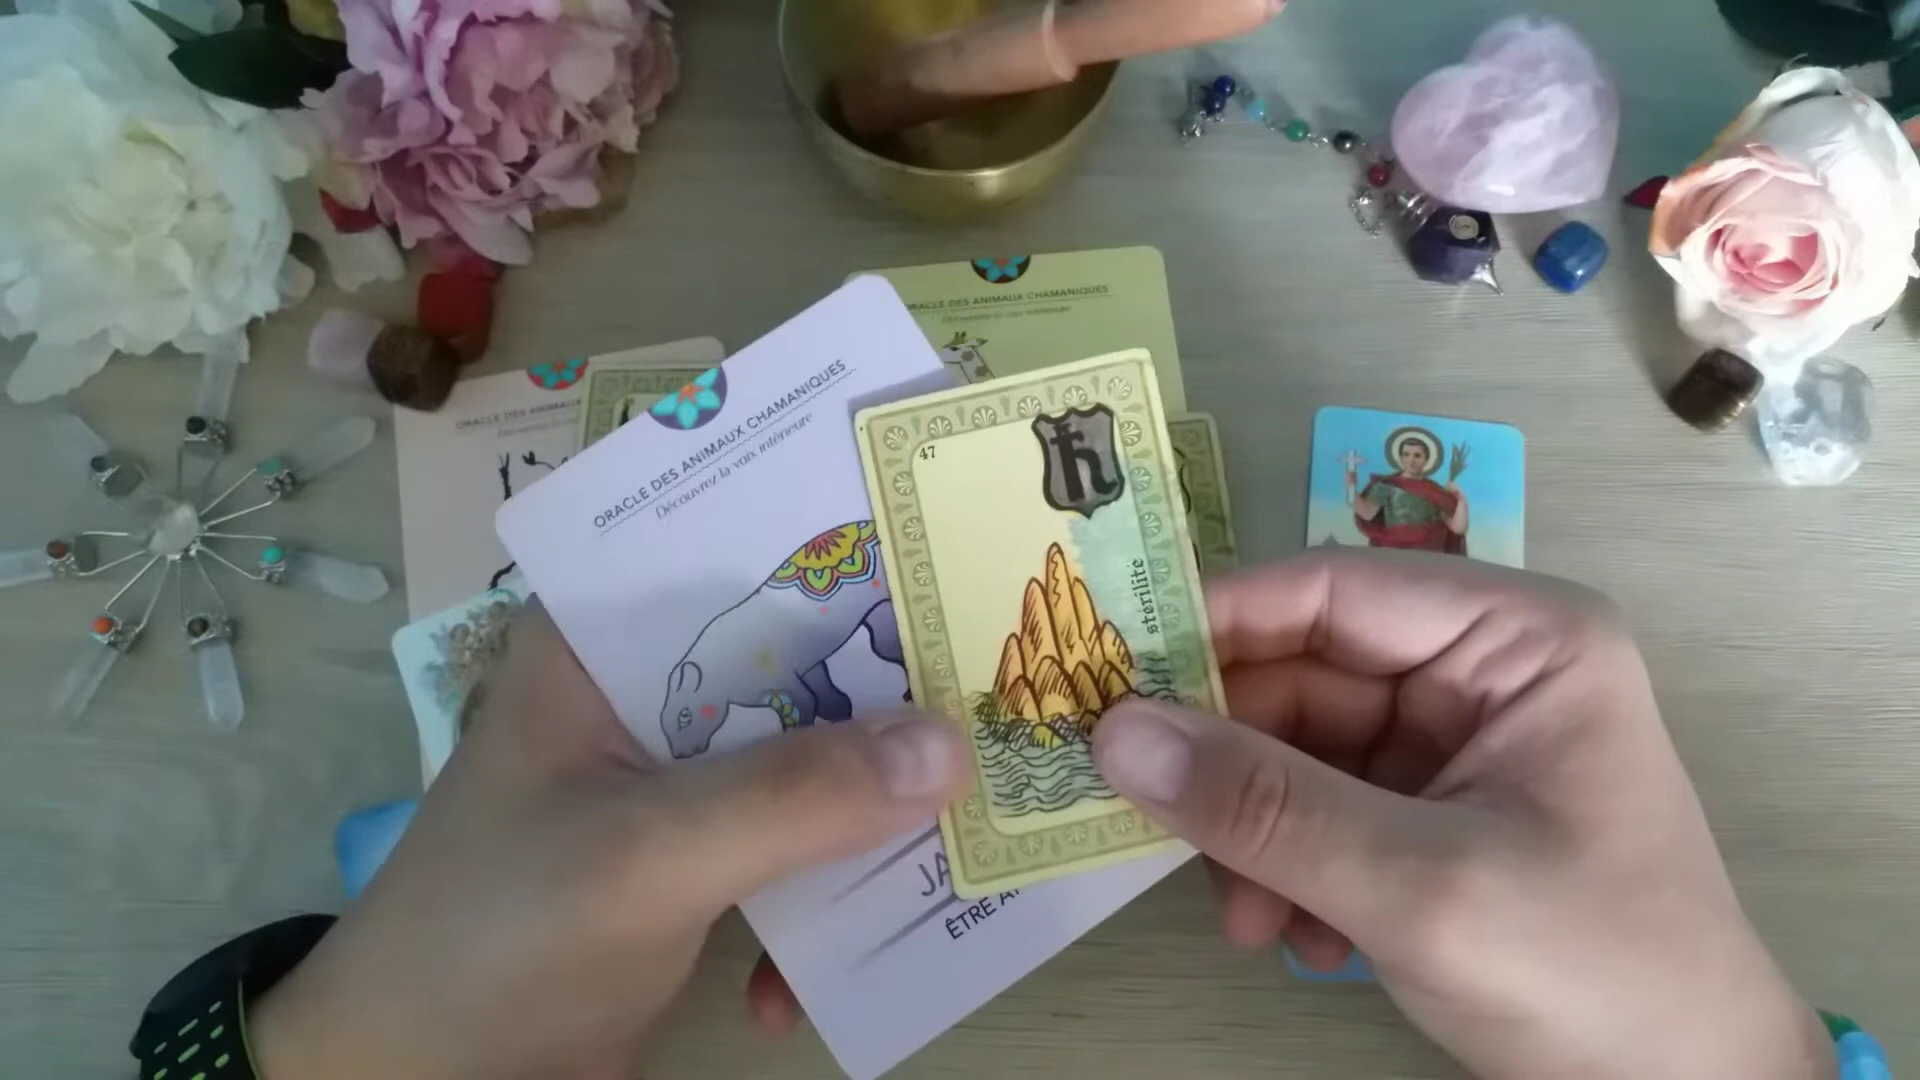 ORACLE DES ANIMAUX CHAMANIQUES
ORACLE DES ANIMAUX
ORACLE DES ANIMAUX CHAMANIQUES
Découvrez la voix intérieure
47
stérilité
JA
ÊTRE A